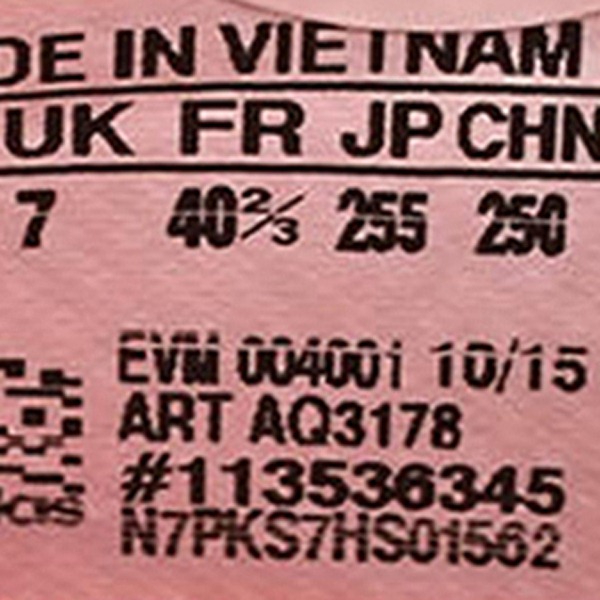 DE IN VIETNAM
UK FR JP CHN
7 40⅔ 255 250
EVM 004001 10/15
ART AQ3178
#113536345
N7PKS7HS01562